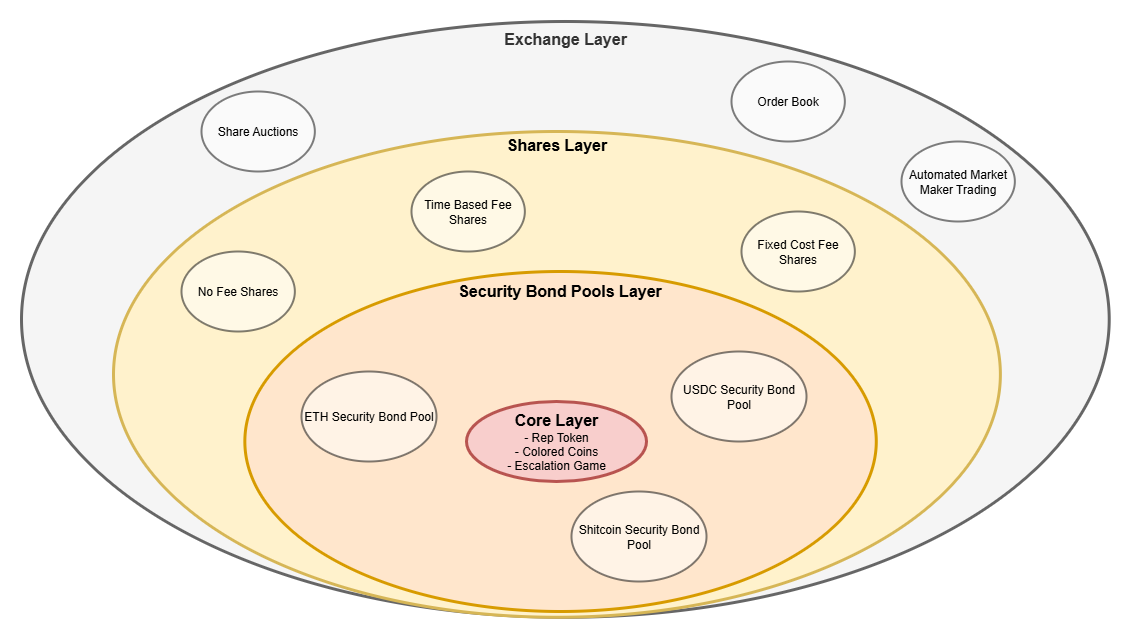 Exchange Layer
Order Book
Share Auctions
Shares Layer
Automated Market
Maker Trading
Time Based Fee
Shares
Fixed Cost Fee
Shares
No Fee Shares
Security Bond Pools Layer
USDC Security Bond
Pool
ETH Security Bond Pool
Core Layer
- Rep Token
- Colored Coins
- Escalation Game
Shitcoin Security Bond
Pool